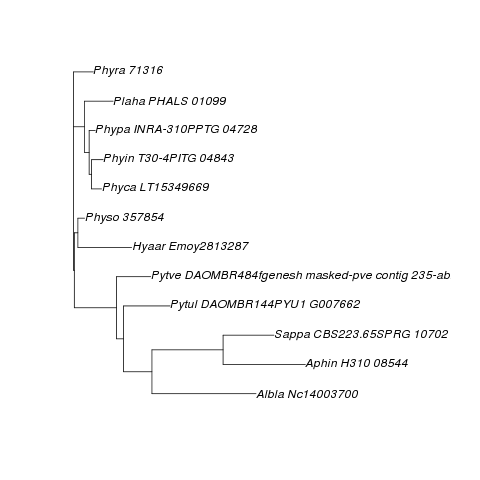 Phyra 71316
Plaha PHALS 01099
Phypa INRA-310PPTG 04728
Phyin T30-4PITG 04843
Phyca LT15349669
Physo 357854
Hyaar Emoy2813287
Pytve DAOMBR484fgenesh masked-pve contig 235-ab
Pytul DAOMBR144PYU1 G007662
Sappa CBS223.65SPRG 10702
Aphin H310 08544
Albla Nc14003700